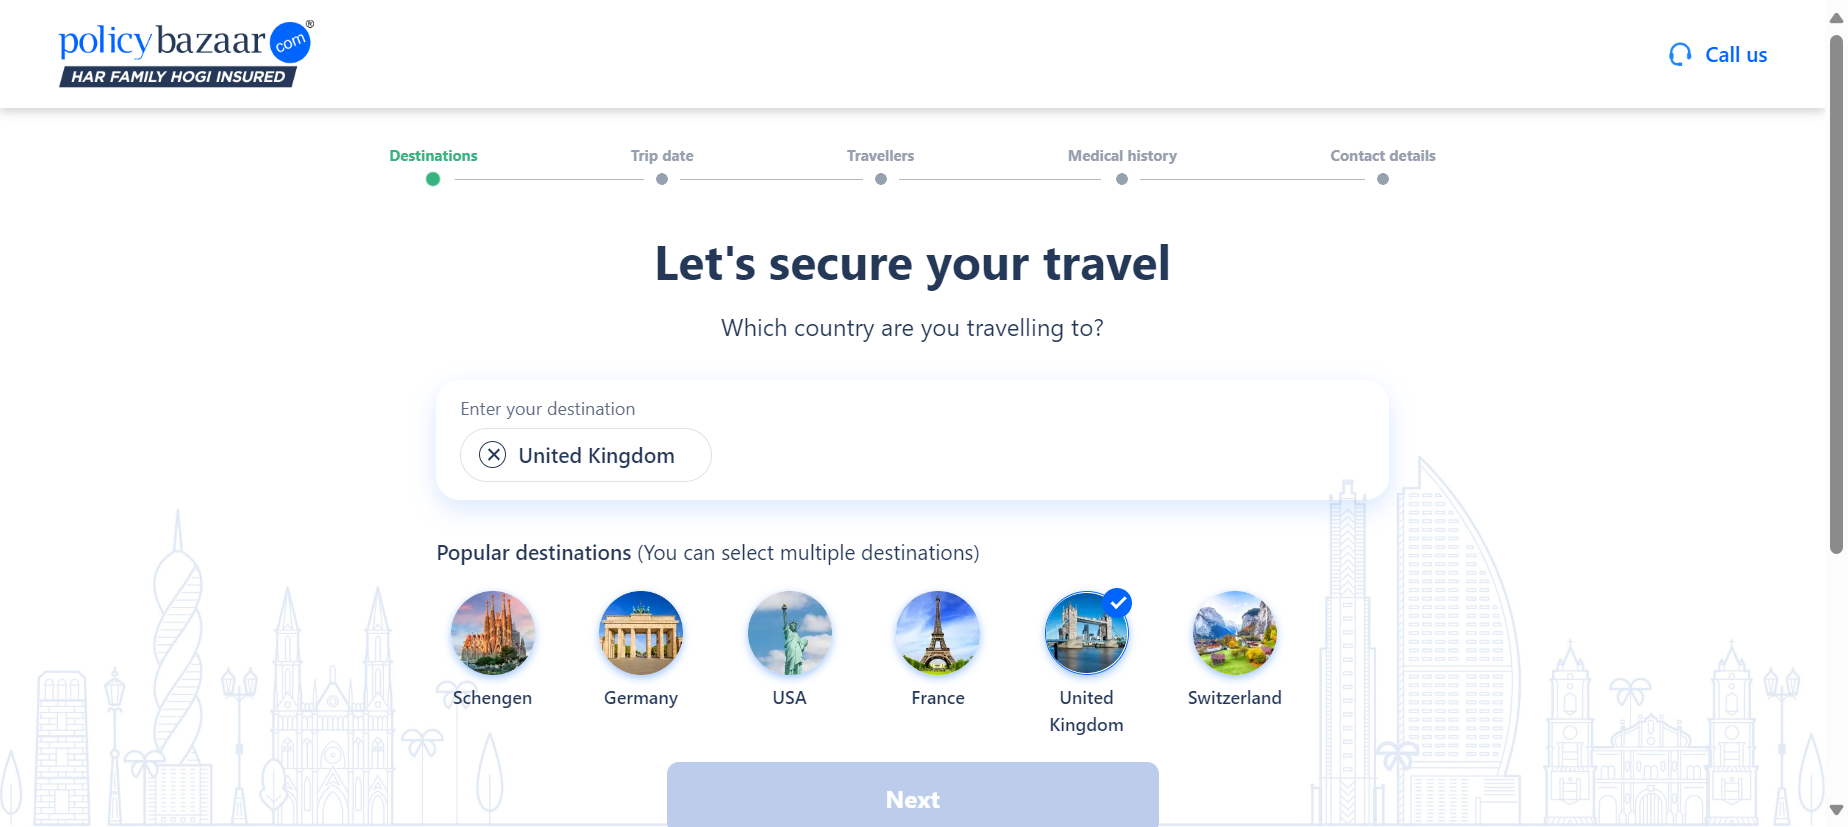 policybazaar com ®
HAR FAMILY HOGI INSURED
Call us
Destinations
Trip date
Travellers
Medical history
Contact details
Let's secure your travel
Which country are you travelling to?
Enter your destination
United Kingdom
Popular destinations (You can select multiple destinations)
Schengen
Germany
USA
France
United
Kingdom
Switzerland
Next